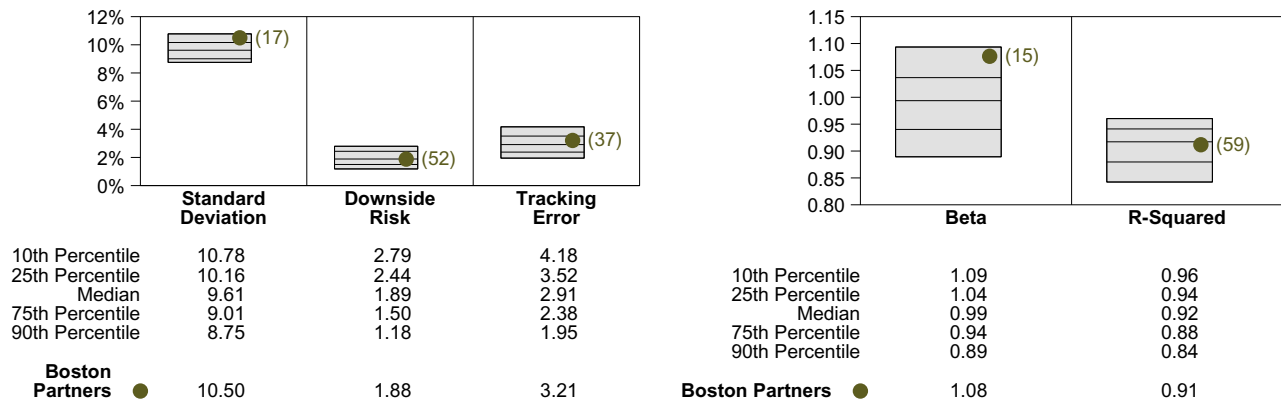 12%
10%
8%
6%
4%
2%
0%
(17)
(52)
(37)
Standard
Deviation
Downside
Risk
Tracking
Error
10th Percentile 10.78 2.79 4.18
25th Percentile 10.16 2.44 3.52
Median 9.61 1.89 2.91
75th Percentile 9.01 1.50 2.38
90th Percentile 8.75 1.18 1.95
Boston
Partners 10.50 1.88 3.21
1.15
1.10
1.05
1.00
0.95
0.90
0.85
0.80
(15)
(59)
Beta R-Squared
10th Percentile 1.09 0.96
25th Percentile 1.04 0.94
Median 0.99 0.92
75th Percentile 0.94 0.88
90th Percentile 0.89 0.84
Boston Partners 1.08 0.91